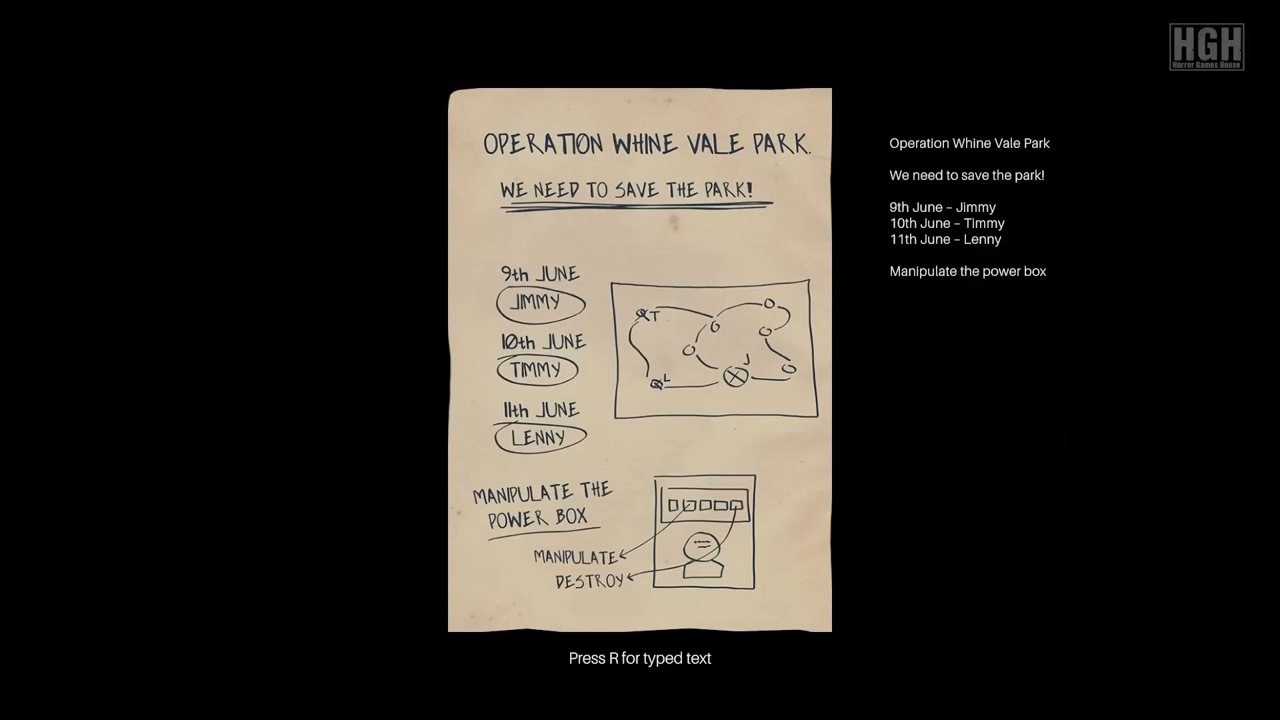 HGH
Horror Games House
OPERATION WHINE VALE PARK.
WE NEED TO SAVE THE PARK!
9th JUNE
JIMMY
10th JUNE
TIMMY
11th JUNE
LENNY
T
J
L
MANIPULATE THE
POWER BOX
MANIPULATE
DESTROY
Operation Whine Vale Park
We need to save the park!
9th June – Jimmy
10th June – Timmy
11th June – Lenny
Manipulate the power box
Press R for typed text